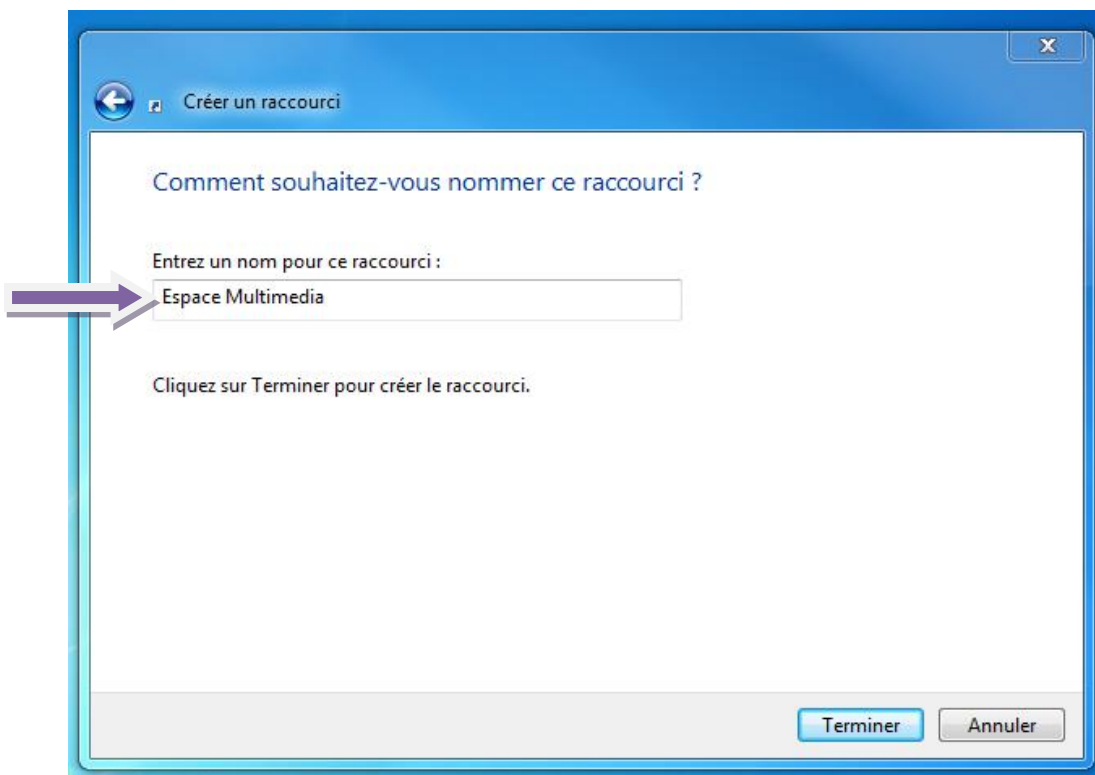 Créer un raccourci
Comment souhaitez-vous nommer ce raccourci ?
Entrez un nom pour ce raccourci :
Espace Multimedia
Cliquez sur Terminer pour créer le raccourci.
Terminer Annuler